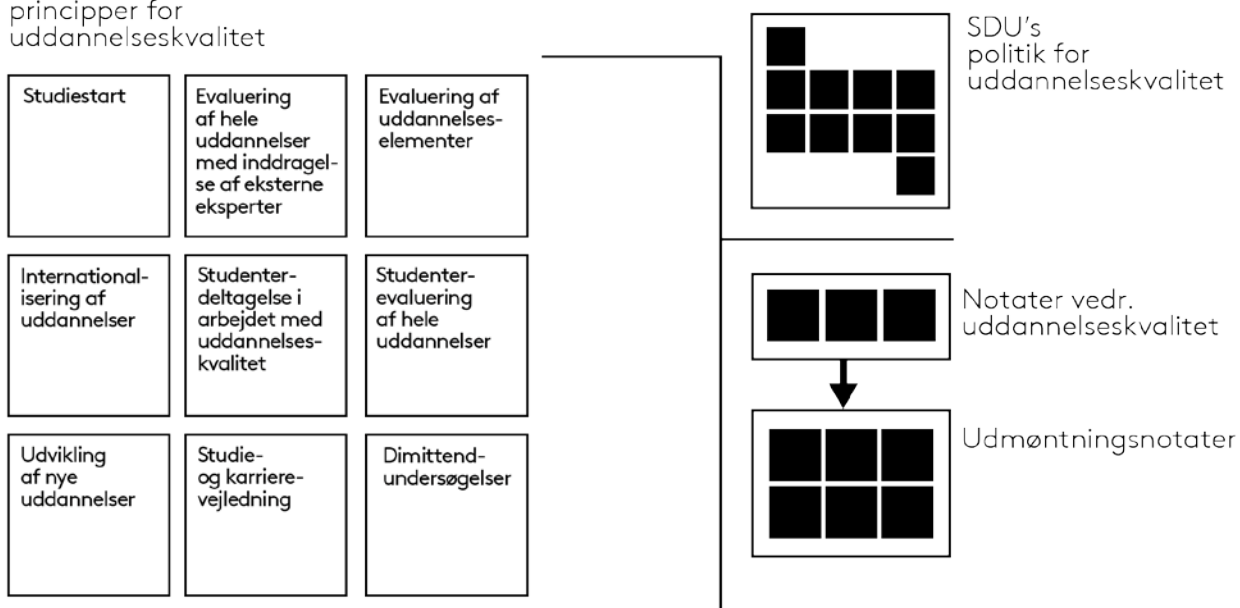 principper for
uddannelseskvalitet
Studiestart
Evaluering
af hele
uddannelser
med inddragel-
se af eksterne
eksperter
Evaluering af
uddannelses-
elementer
International-
isering af
uddannelser
Studenter-
deltagelse i
arbejdet med
uddannelses-
kvalitet
Studenter-
evaluering
af hele
uddannelser
Udvikling
af nye
uddannelser
Studie-
og karriere-
vejledning
Dimittend-
undersøgelser
SDU's
politik for
uddannelseskvalitet
Notater vedr.
uddannelseskvalitet
Udmøntningsnotater